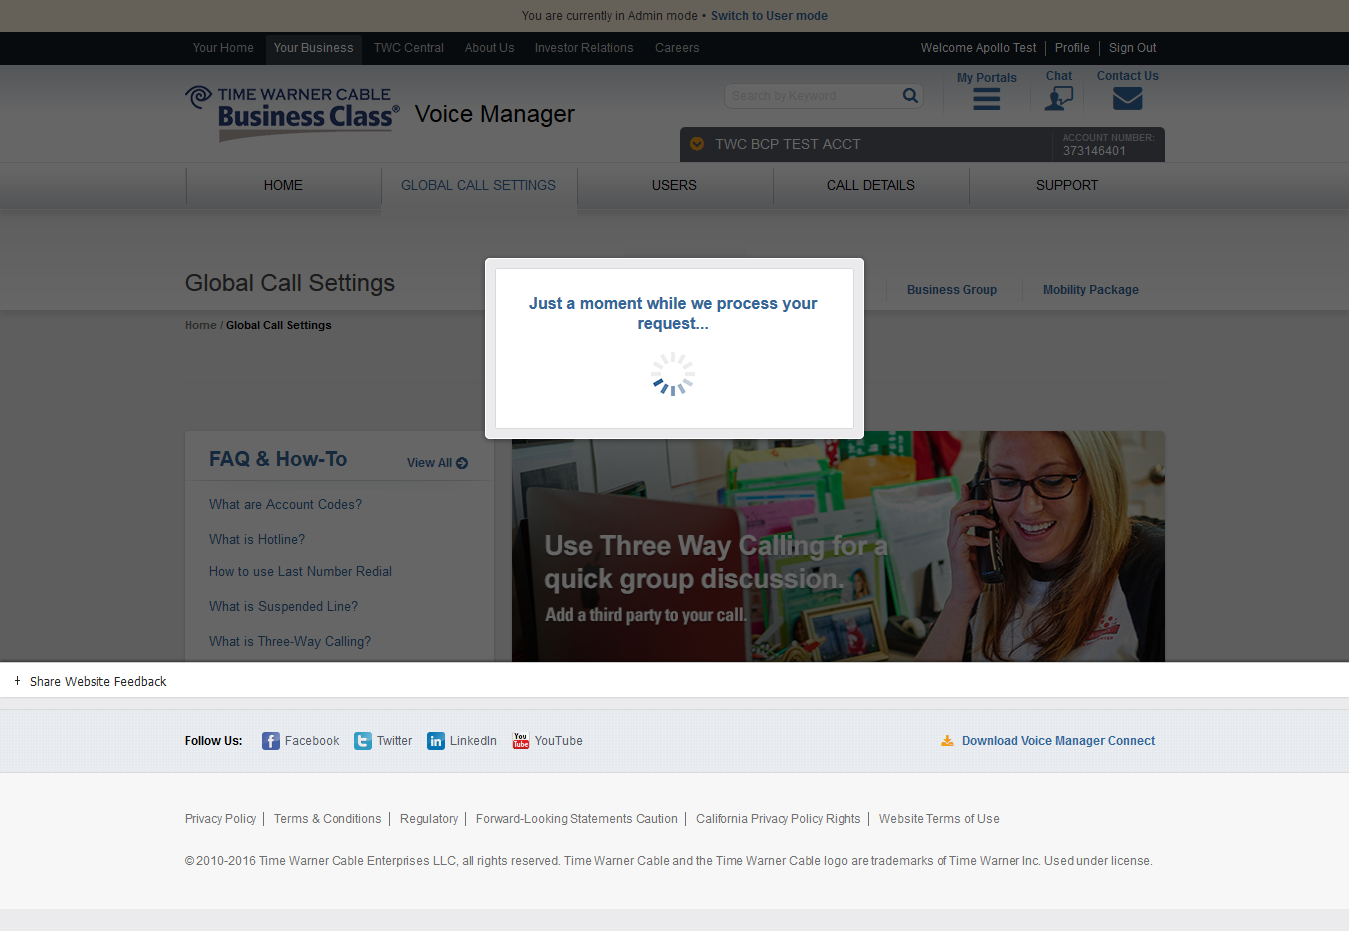 You are currently in Admin mode • Switch to User mode
Your Home Your Business TWC Central About Us Investor Relations Careers Welcome Apollo Test Profile Sign Out
TIME WARNER CABLE
Business Class®
Voice Manager
Search by Keyword
My Portals Chat Contact Us
TWC BCP TEST ACCT
ACCOUNT NUMBER:
373146401
HOME GLOBAL CALL SETTINGS USERS CALL DETAILS SUPPORT
Global Call Settings
Business Group Mobility Package
Home / Global Call Settings
Just a moment while we process your
request...
FAQ & How-To View All
What are Account Codes?
What is Hotline?
How to use Last Number Redial
What is Suspended Line?
What is Three-Way Calling?
Use Three Way Calling for a
quick group discussion.
Add a third party to your call.
Share Website Feedback
Follow Us: Facebook Twitter LinkedIn You Tube YouTube Download Voice Manager Connect
Privacy Policy Terms & Conditions Regulatory Forward-Looking Statements Caution California Privacy Policy Rights Website Terms of Use
© 2010-2016 Time Warner Cable Enterprises LLC, all rights reserved. Time Warner Cable and the Time Warner Cable logo are trademarks of Time Warner Inc. Used under license.